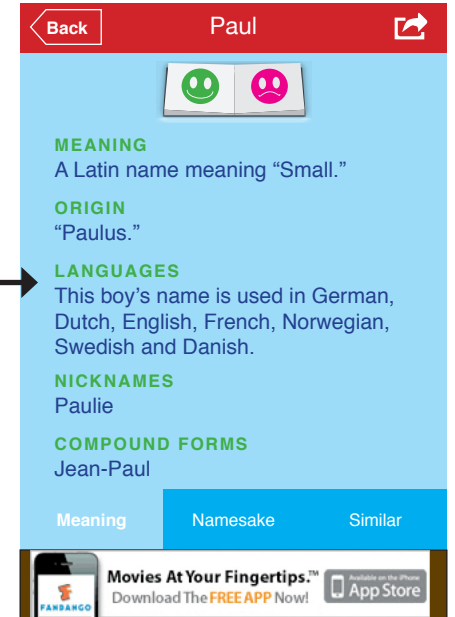 Back
Paul
MEANING
A Latin name meaning “Small.”
ORIGIN
“Paulus.”
LANGUAGES
This boy’s name is used in German,
Dutch, English, French, Norwegian,
Swedish and Danish.
NICKNAMES
Paulie
COMPOUND FORMS
Jean-Paul
Meaning
Namesake
Similar
FANDANGO
Movies At Your Fingertips.™
Download The FREE APP Now!
Available on the iPhone
App Store